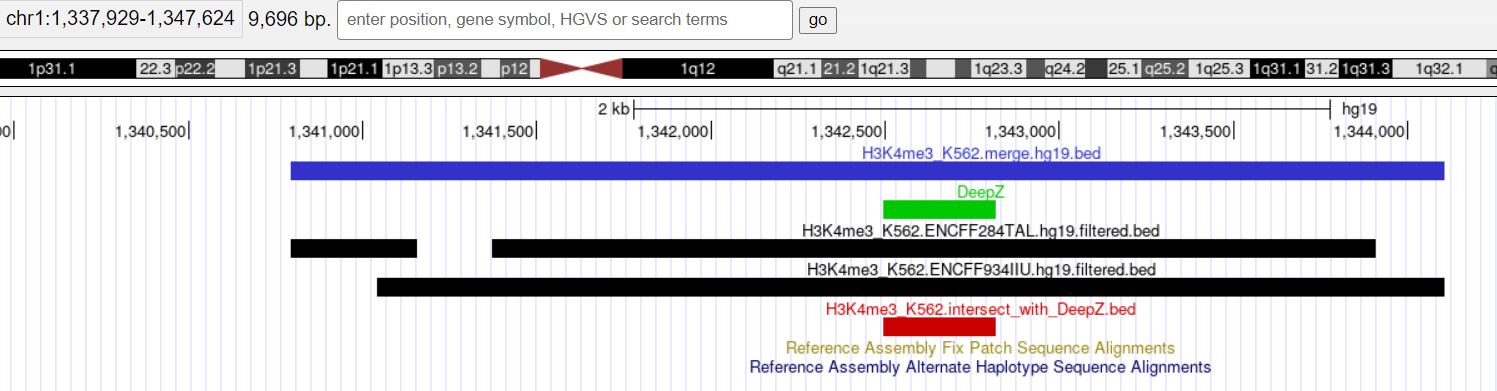 chr1:1,337,929-1,347,624 9,696 bp. enter position, gene symbol, HGVS or search terms go
1p31.1 22.3 p22.2 1p21.3 1p21.1 1p13.3 p13.2 p12 1q12 q21.1 21.2 1q21.3 1q23.3 q24.2 25.1 q25.2 1q25.3 1q31.1 31.2 1q31.3 1q32.1
2 kb hg19
1,340,500 1,341,000 1,341,500 1,342,000 1,342,500 1,343,000 1,343,500 1,344,000
H3K4me3_K562.merge.hg19.bed
DeepZ
H3K4me3_K562.ENCFF284TAL.hg19.filtered.bed
H3K4me3_K562.ENCFF934IIU.hg19.filtered.bed
H3K4me3_K562.intersect_with_DeepZ.bed
Reference Assembly Fix Patch Sequence Alignments
Reference Assembly Alternate Haplotype Sequence Alignments